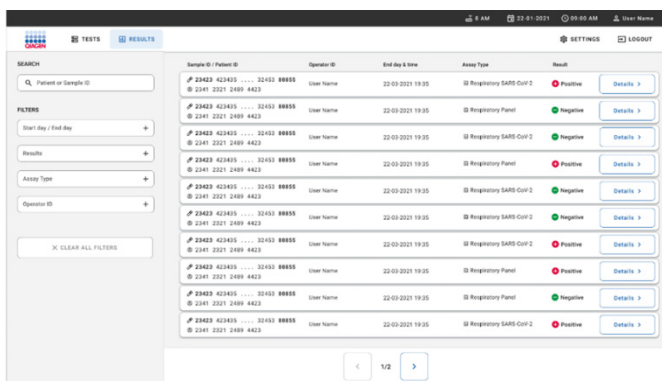 8 AM 22-01-2021 09:00 AM User Name
QIAGEN TESTS RESULTS SETTINGS LOGOUT
SEARCH
Patient or Sample ID
FILTERS
Start day / End day +
Results +
Assay Type +
Operator ID +
CLEAR ALL FILTERS
Sample ID / Patient ID Operator ID End day & time Assay Type Result
23423 423435 .... 32453 88655
2341 2321 2489 4423
User Name 22-03-2021 19:35 Respiratory SARS-CoV-2 Positive Details >
23423 423435 .... 32453 88655
2341 2321 2489 4423
User Name 22-03-2021 19:35 Respiratory Panel Negative Details >
23423 423435 .... 32453 88655
2341 2321 2489 4423
User Name 22-03-2021 19:35 Respiratory SARS-CoV-2 Negative Details >
23423 423435 .... 32453 88655
2341 2321 2489 4423
User Name 22-03-2021 19:35 Respiratory Panel Positive Details >
23423 423435 .... 32453 88655
2341 2321 2489 4423
User Name 22-03-2021 19:35 Respiratory SARS-CoV-2 Negative Details >
23423 423435 .... 32453 88655
2341 2321 2489 4423
User Name 22-03-2021 19:35 Respiratory SARS-CoV-2 Negative Details >
23423 423435 .... 32453 88655
2341 2321 2489 4423
User Name 22-03-2021 19:35 Respiratory SARS-CoV-2 Positive Details >
23423 423435 .... 32453 88655
2341 2321 2489 4423
User Name 22-03-2021 19:35 Respiratory Panel Positive Details >
23423 423435 .... 32453 88655
2341 2321 2489 4423
User Name 22-03-2021 19:35 Respiratory Panel Negative Details >
23423 423435 .... 32453 88655
2341 2321 2489 4423
User Name 22-03-2021 19:35 Respiratory SARS-CoV-2 Positive Details >
< 1/2 >